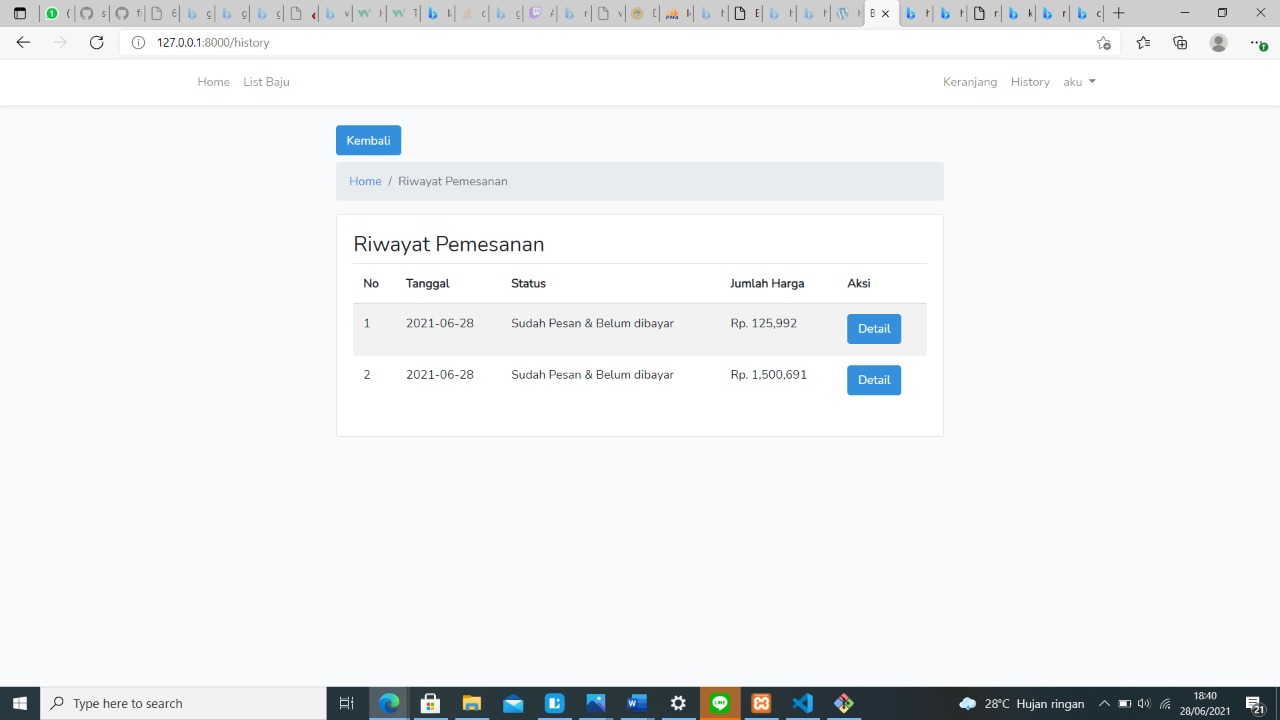 127.0.0.1:8000/history
Home List Baju Keranjang History aku
Kembali
Home / Riwayat Pemesanan
Riwayat Pemesanan
No Tanggal Status Jumlah Harga Aksi
1 2021-06-28 Sudah Pesan & Belum dibayar Rp. 125,992 Detail
2 2021-06-28 Sudah Pesan & Belum dibayar Rp. 1,500,691 Detail
Type here to search
28°C Hujan ringan
18:40
28/06/2021
21